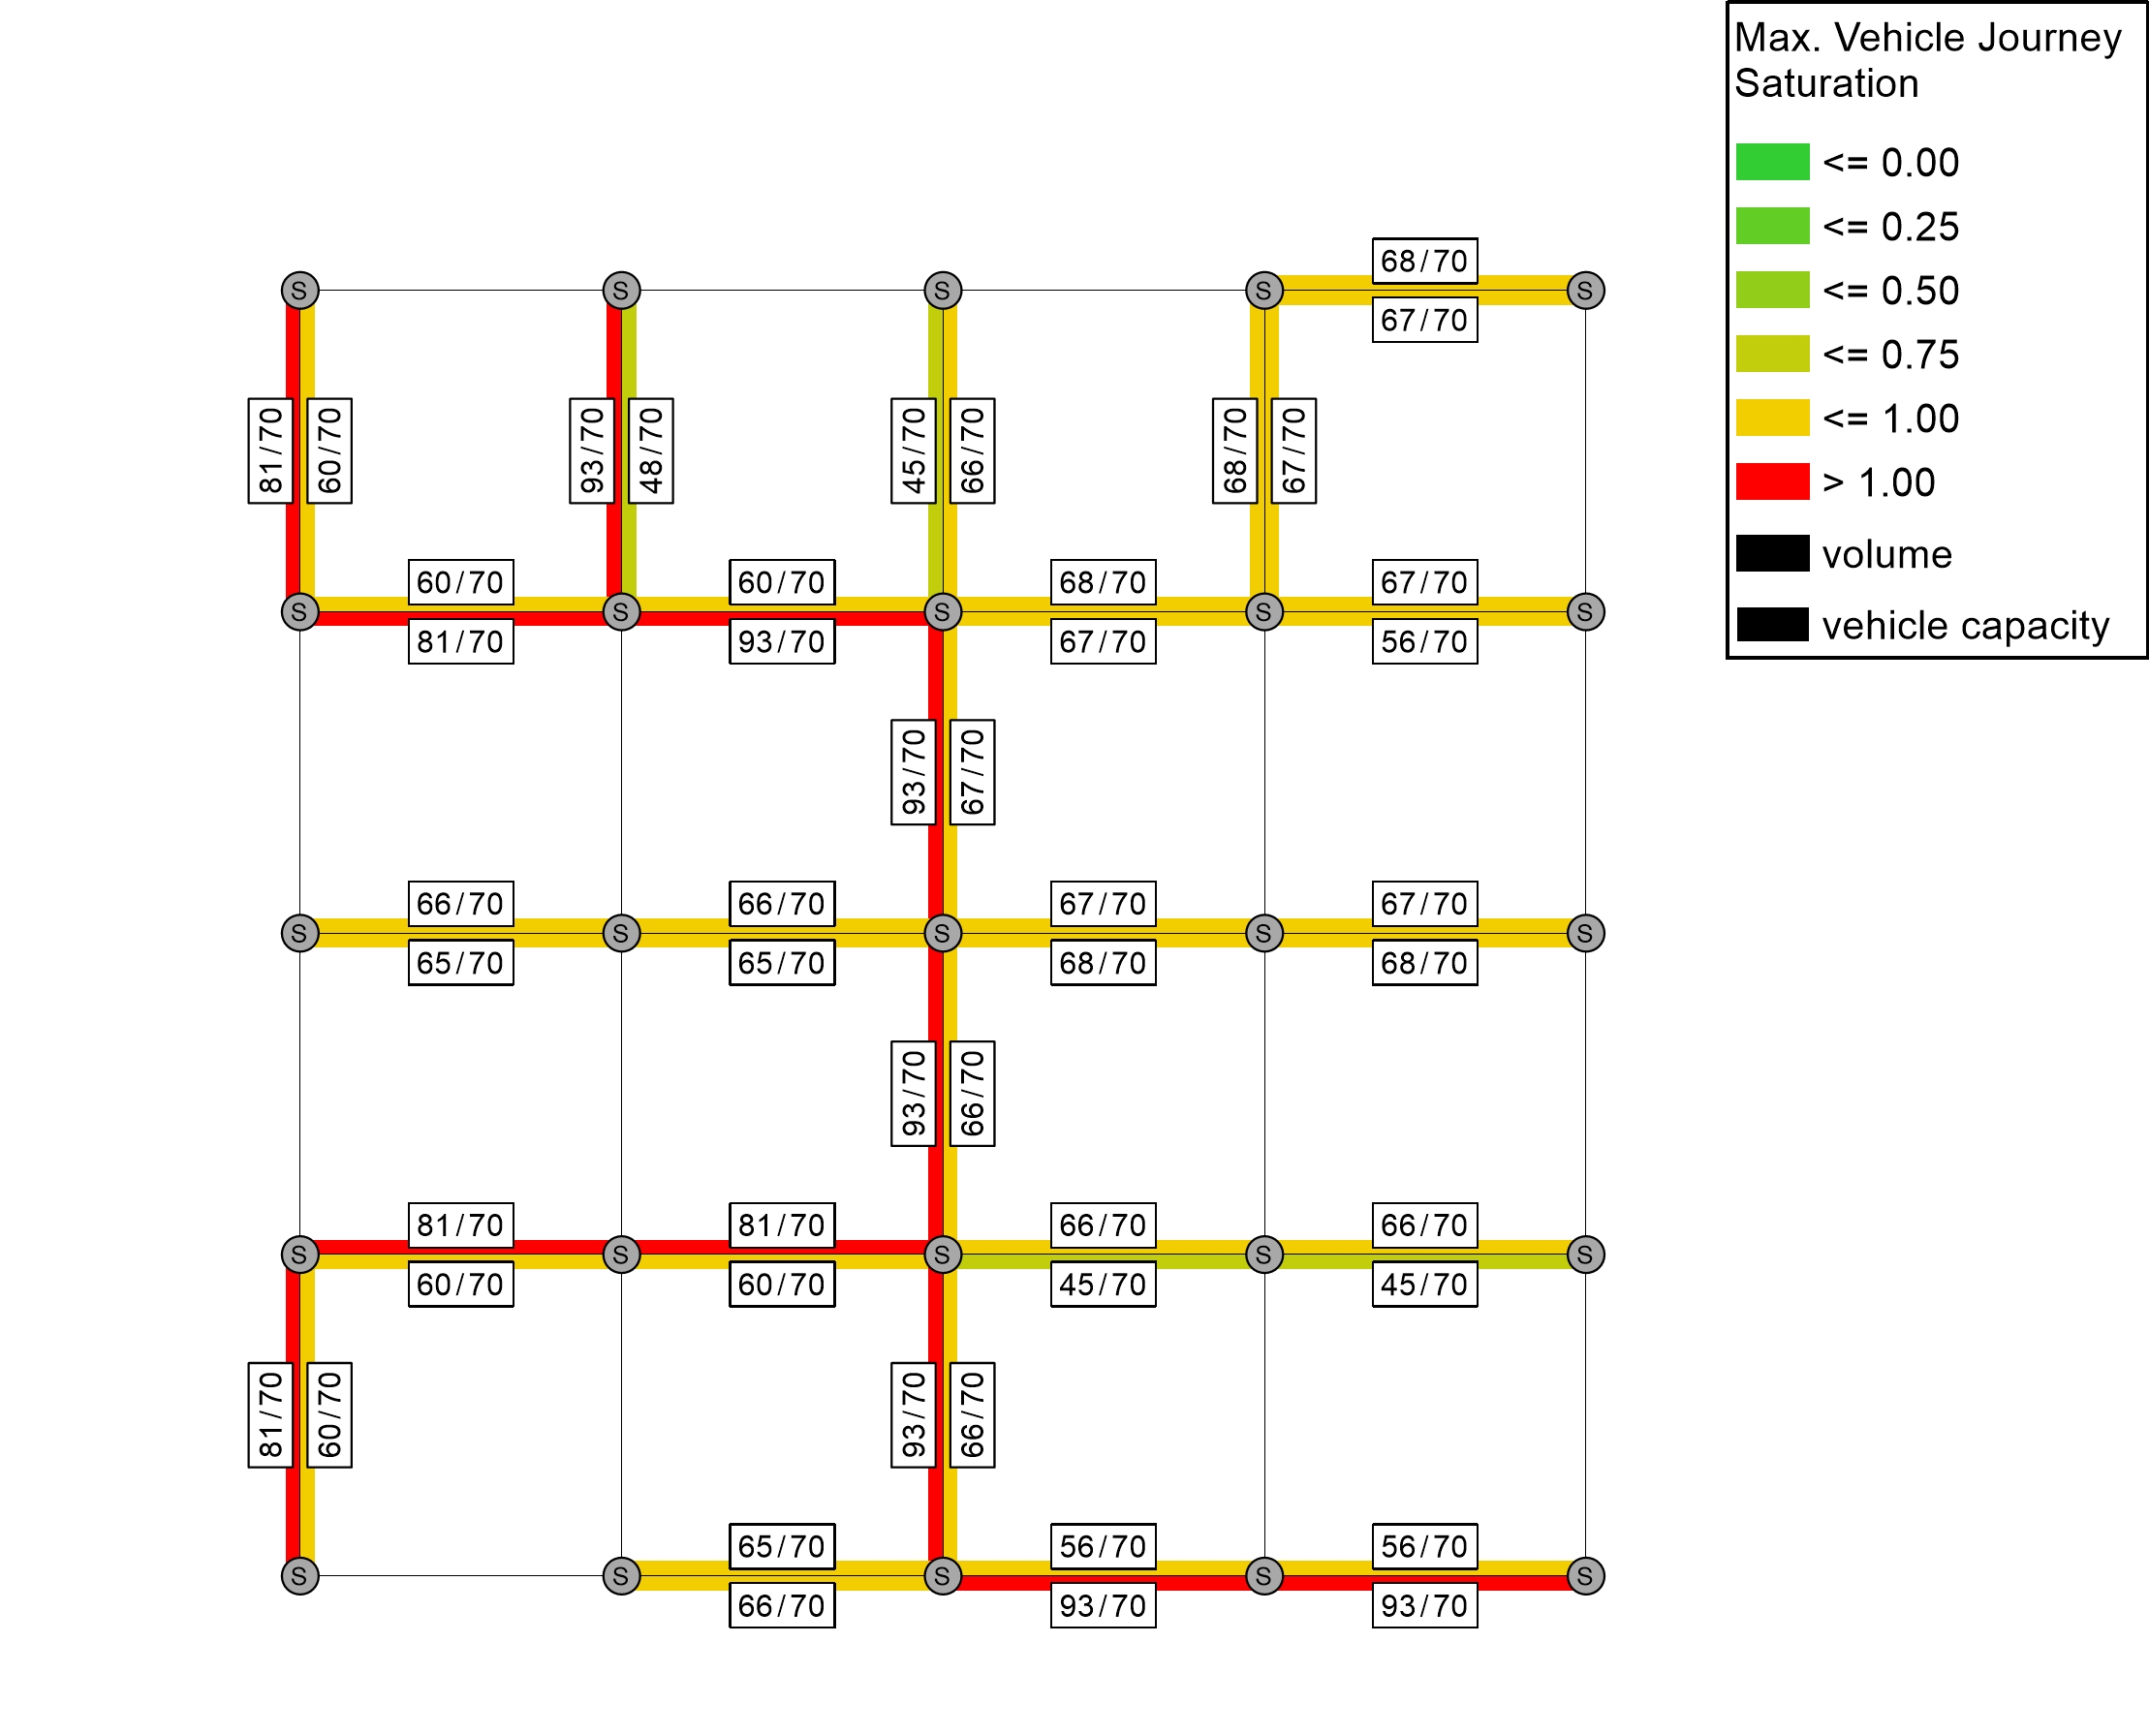 Max. Vehicle Journey
Saturation
<= 0.00
<= 0.25
<= 0.50
<= 0.75
<= 1.00
> 1.00
volume
vehicle capacity
68/70
S S S S S
67/70
81/70 60/70 93/70 48/70 45/70 66/70 68/70 67/70
60/70 60/70 68/70 67/70
S S S S S
81/70 93/70 67/70 56/70
93/70 67/70
66/70 66/70 67/70 67/70
S S S S S
65/70 65/70 68/70 68/70
93/70 66/70
81/70 81/70 66/70 66/70
S S S S S
60/70 60/70 45/70 45/70
81/70 60/70 93/70 66/70
65/70 56/70 56/70
S S S S S
66/70 93/70 93/70